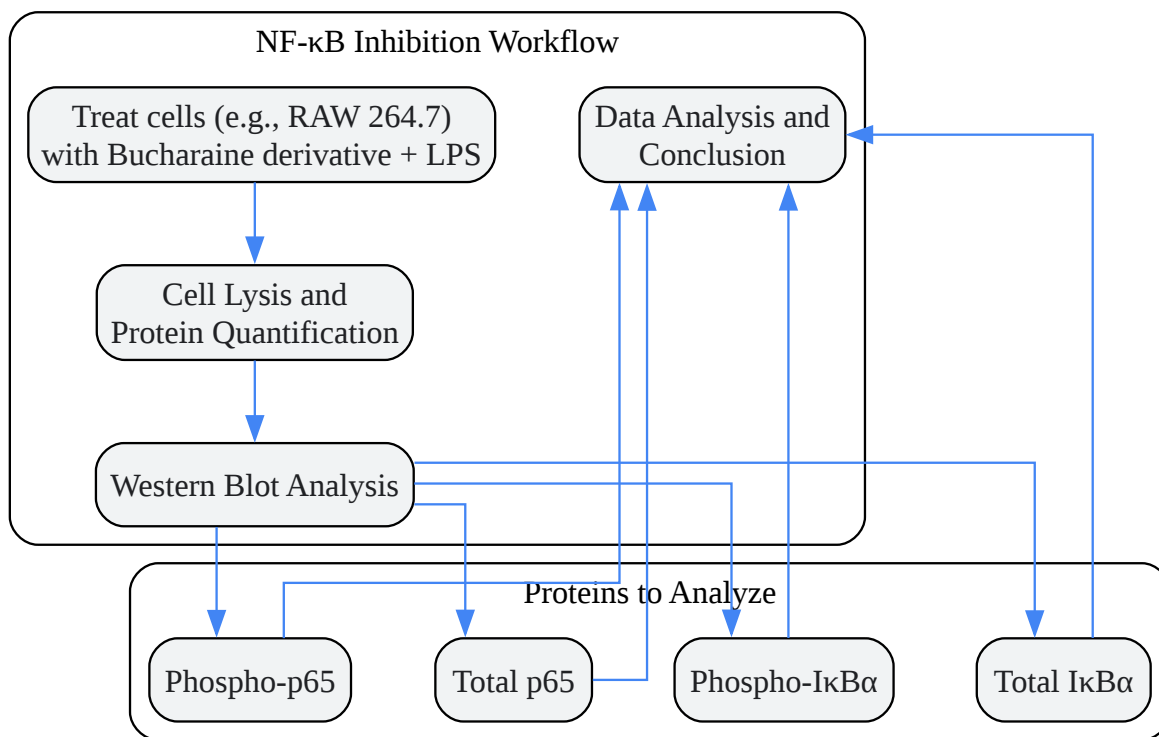 NF-κB Inhibition Workflow
Treat cells (e.g., RAW 264.7)
with Bucharaine derivative + LPS
Data Analysis and
Conclusion
Cell Lysis and
Protein Quantification
Western Blot Analysis
Proteins to Analyze
Phospho-p65
Total p65
Phospho-IκBα
Total IκBα